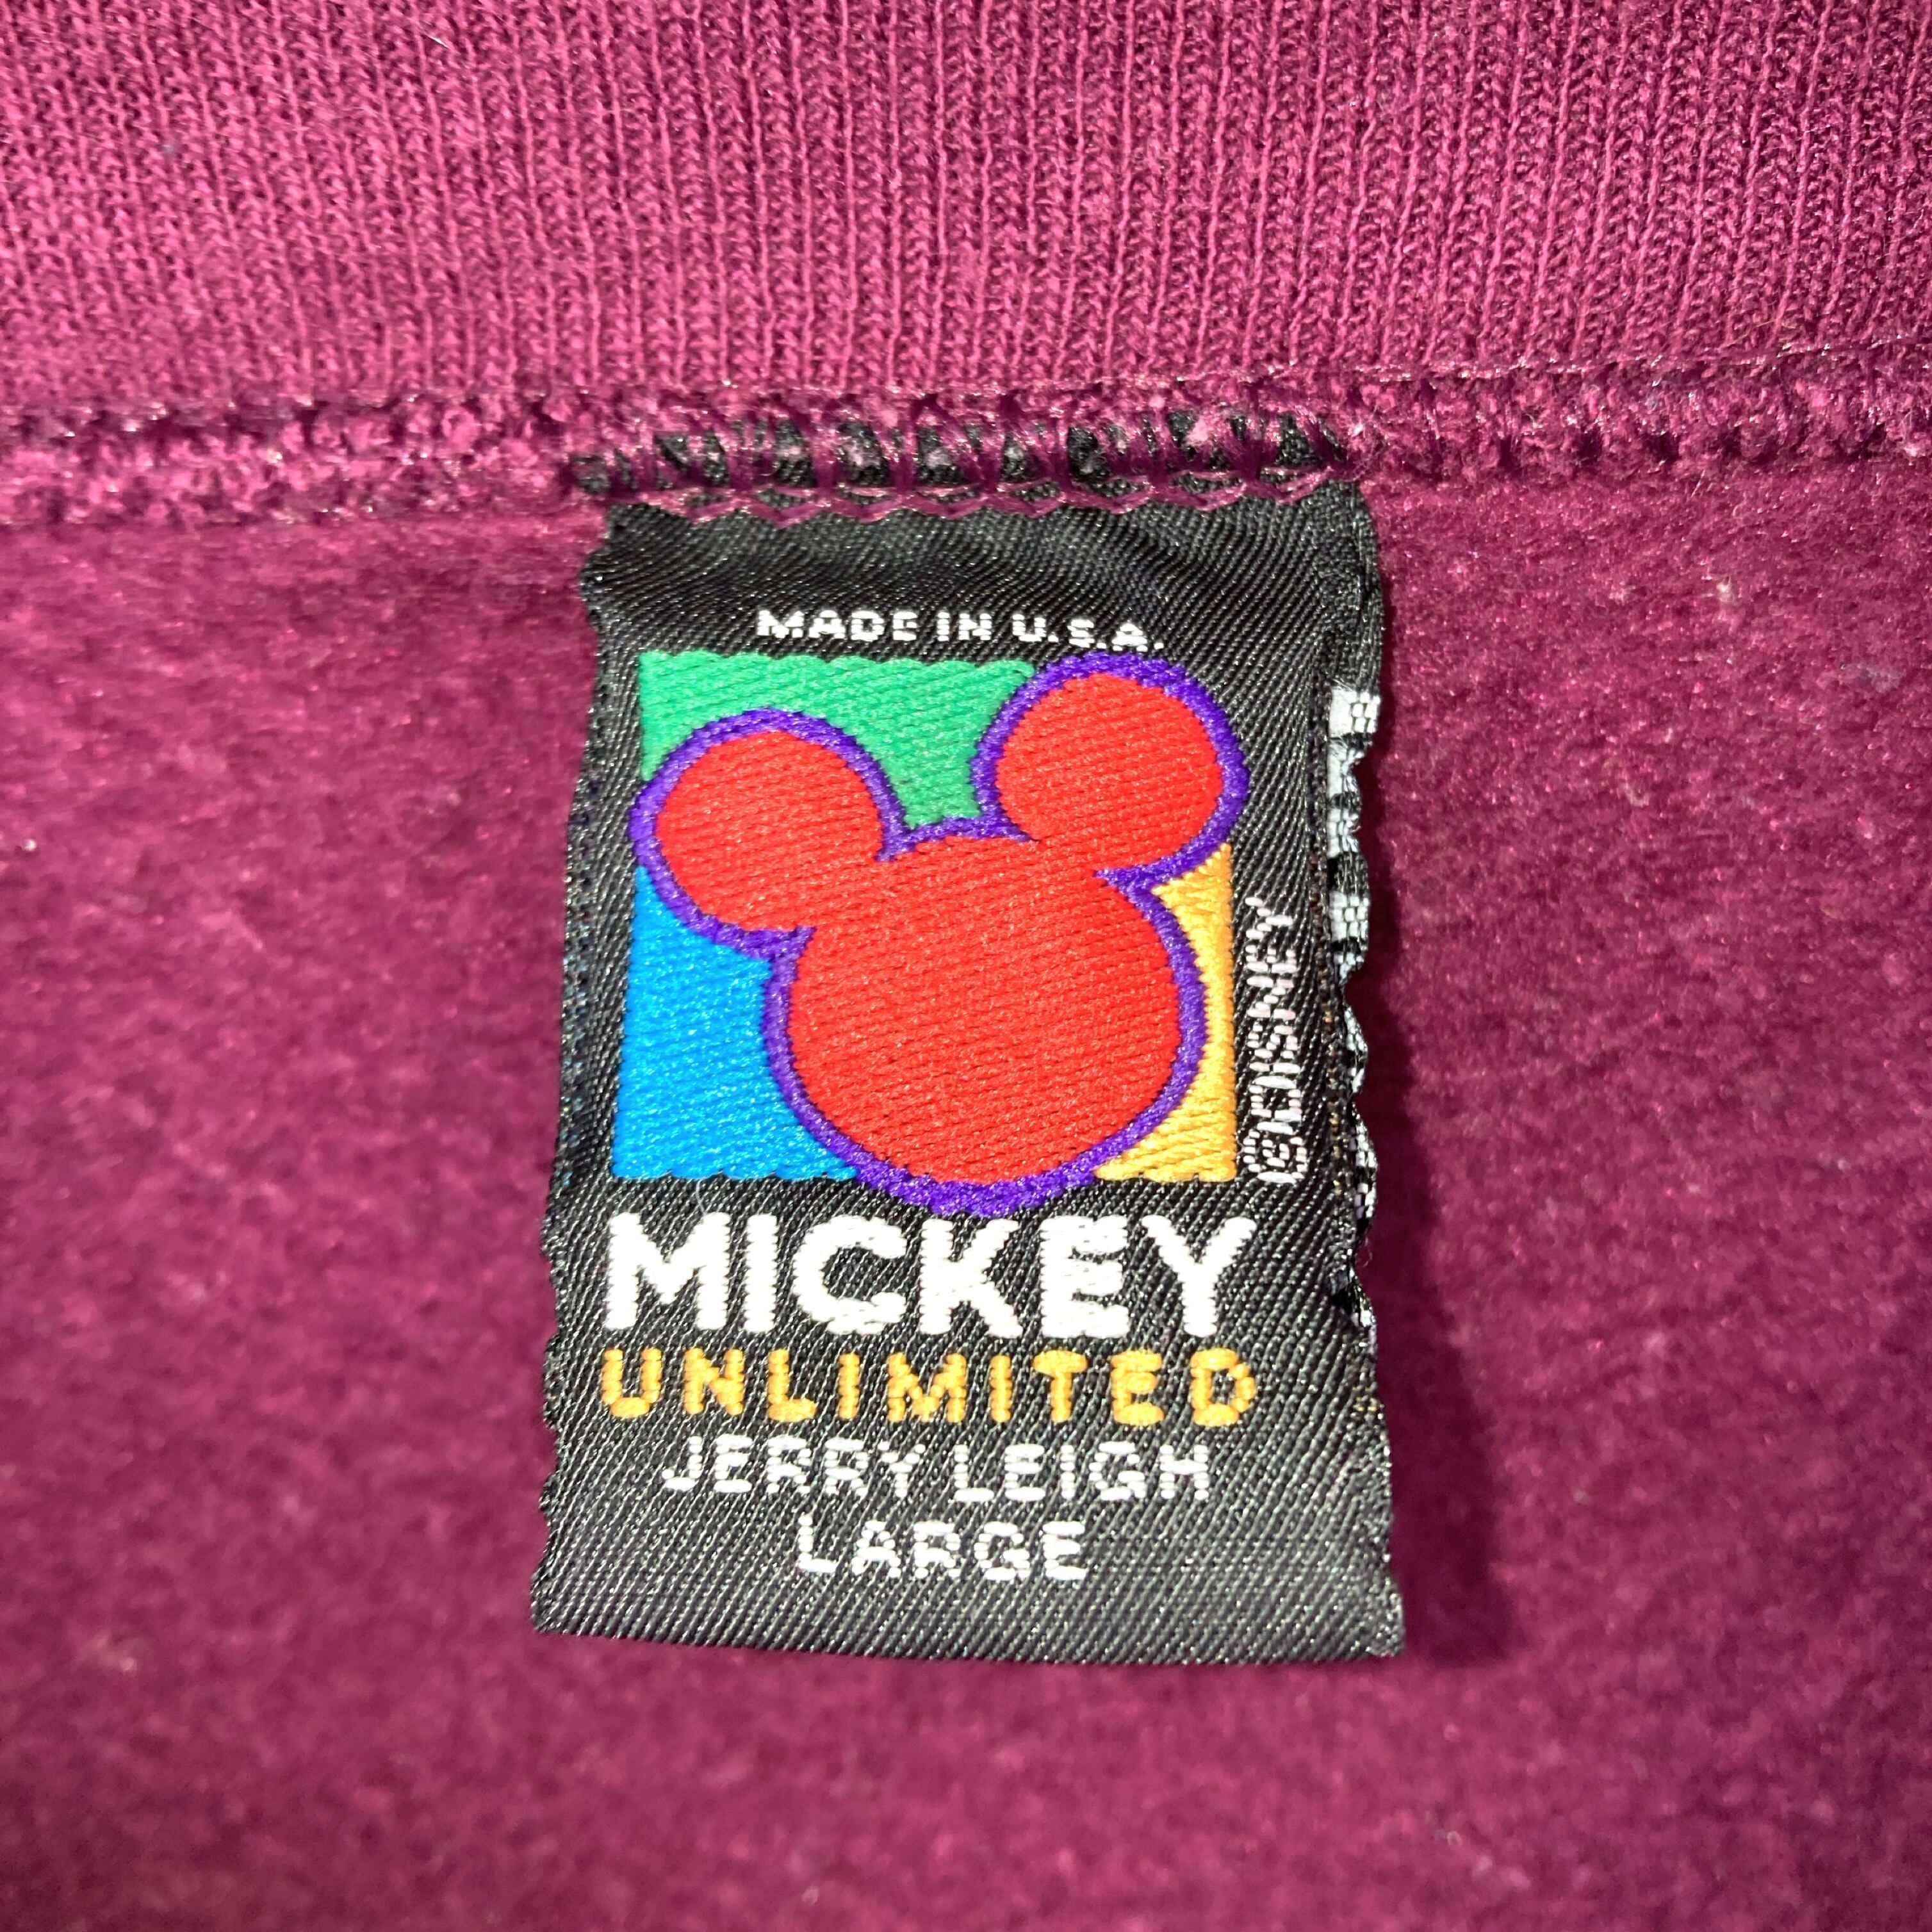 MADE IN U.S.A.
©DISNEY
MICKEY
UNLIMITED
JERRY LEIGH
LARGE